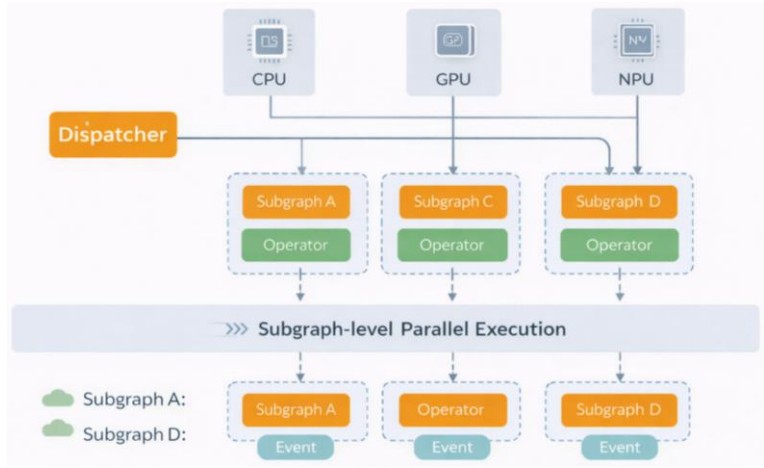 CPU
GPU
NPU
Dispatcher
Subgraph A
Subgraph C
Subgraph D
Operator
Operator
Operator
Subgraph-level Parallel Execution
Subgraph A:
Subgraph D:
Subgraph A
Operator
Subgraph D
Event
Event
Event